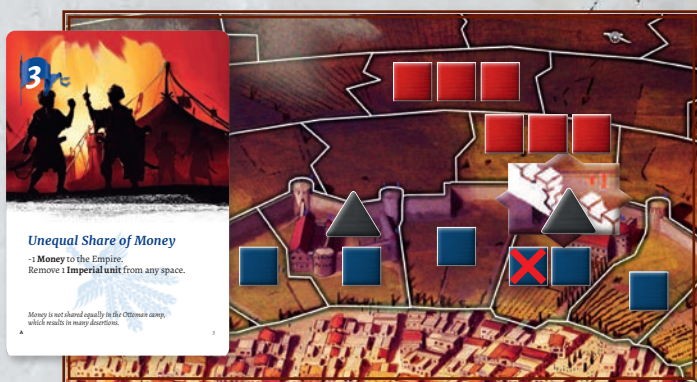 3
Unequal Share of Money
-1 Money to the Empire.
Remove 1 Imperial unit from any space.
Money is not shared equally in the Ottoman camp,
which results in many desertions.